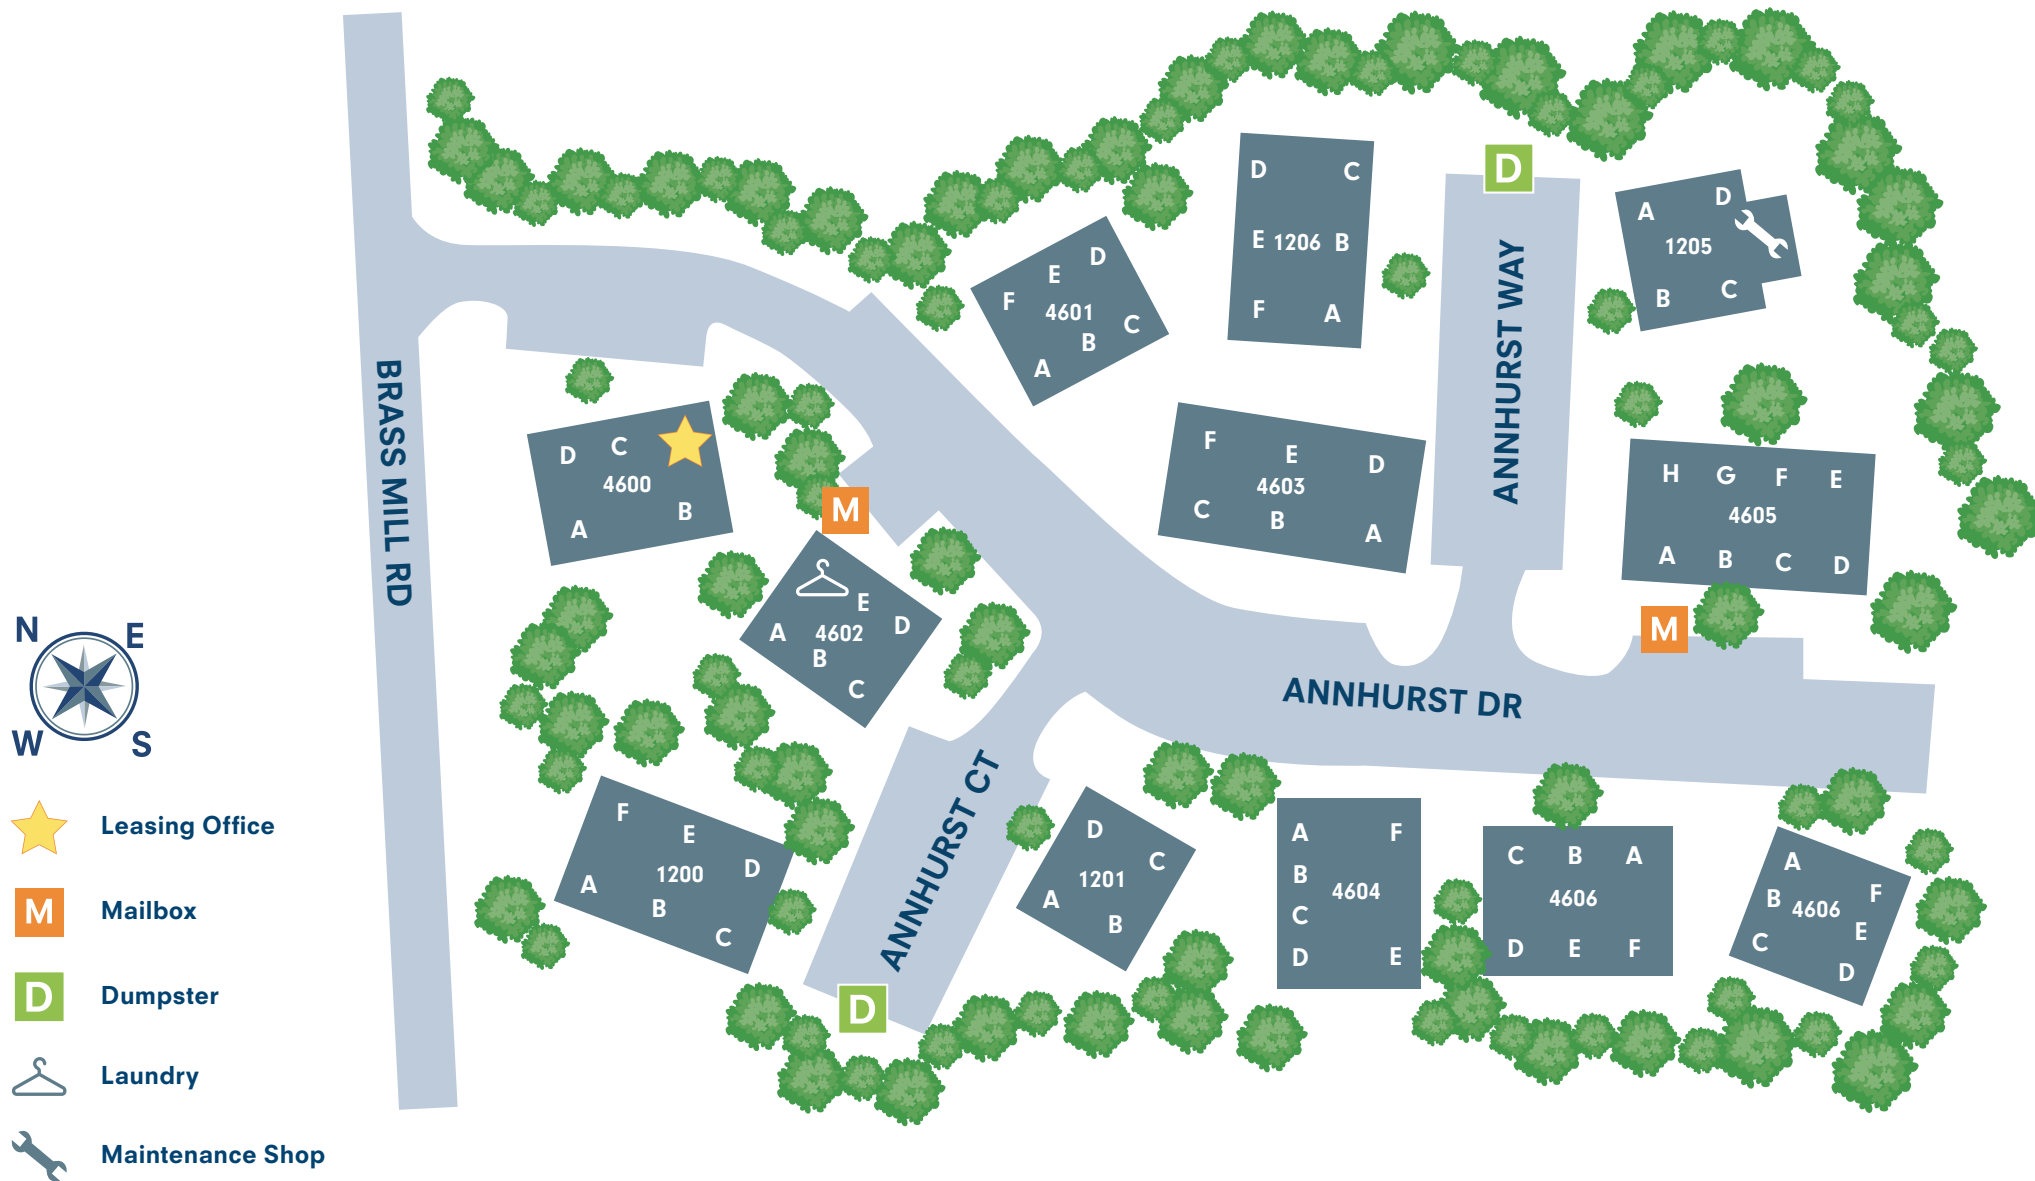 D
D C
E 1206 B
F A
ANNHURST WAY
A D
1205
B C
D
E
F
4601
C
B
A
BRASS MILL RD
D C
4600
B
A
M
F E D
4603
C B A
H G F E
4605
A B C D
M
E
A 4602 D
B
C
N E
W S
ANNHURST DR
ANNHURST CT
F
E
1200 D
A
B
C
D
C
1201
A
B
A F
B
4604
C
D E
C B A
4606
D E F
A
F
B 4606
E
C
D
D
Leasing Office
M Mailbox
D Dumpster
Laundry
Maintenance Shop